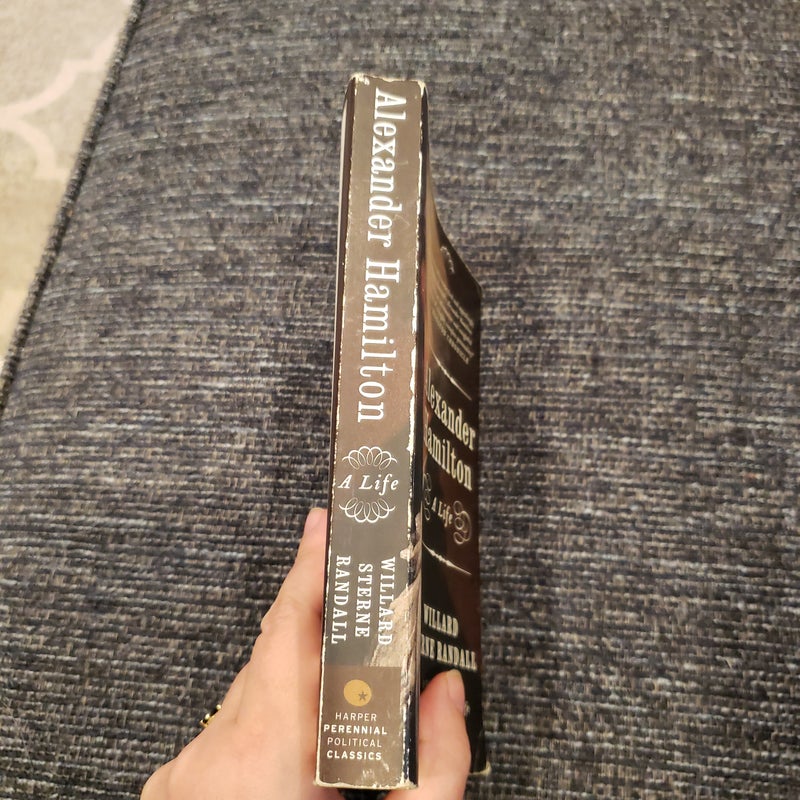 Alexander Hamilton
A Life
WILLARD
STERNE
RANDALL
HARPER
PERENNIAL
POLITICAL
CLASSICS
Alexander
Hamilton
A Life
WILLARD
RANDALL